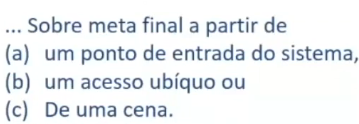 ... Sobre meta final a partir de
(a) um ponto de entrada do sistema,
(b) um acesso ubíquo ou
(c) De uma cena.